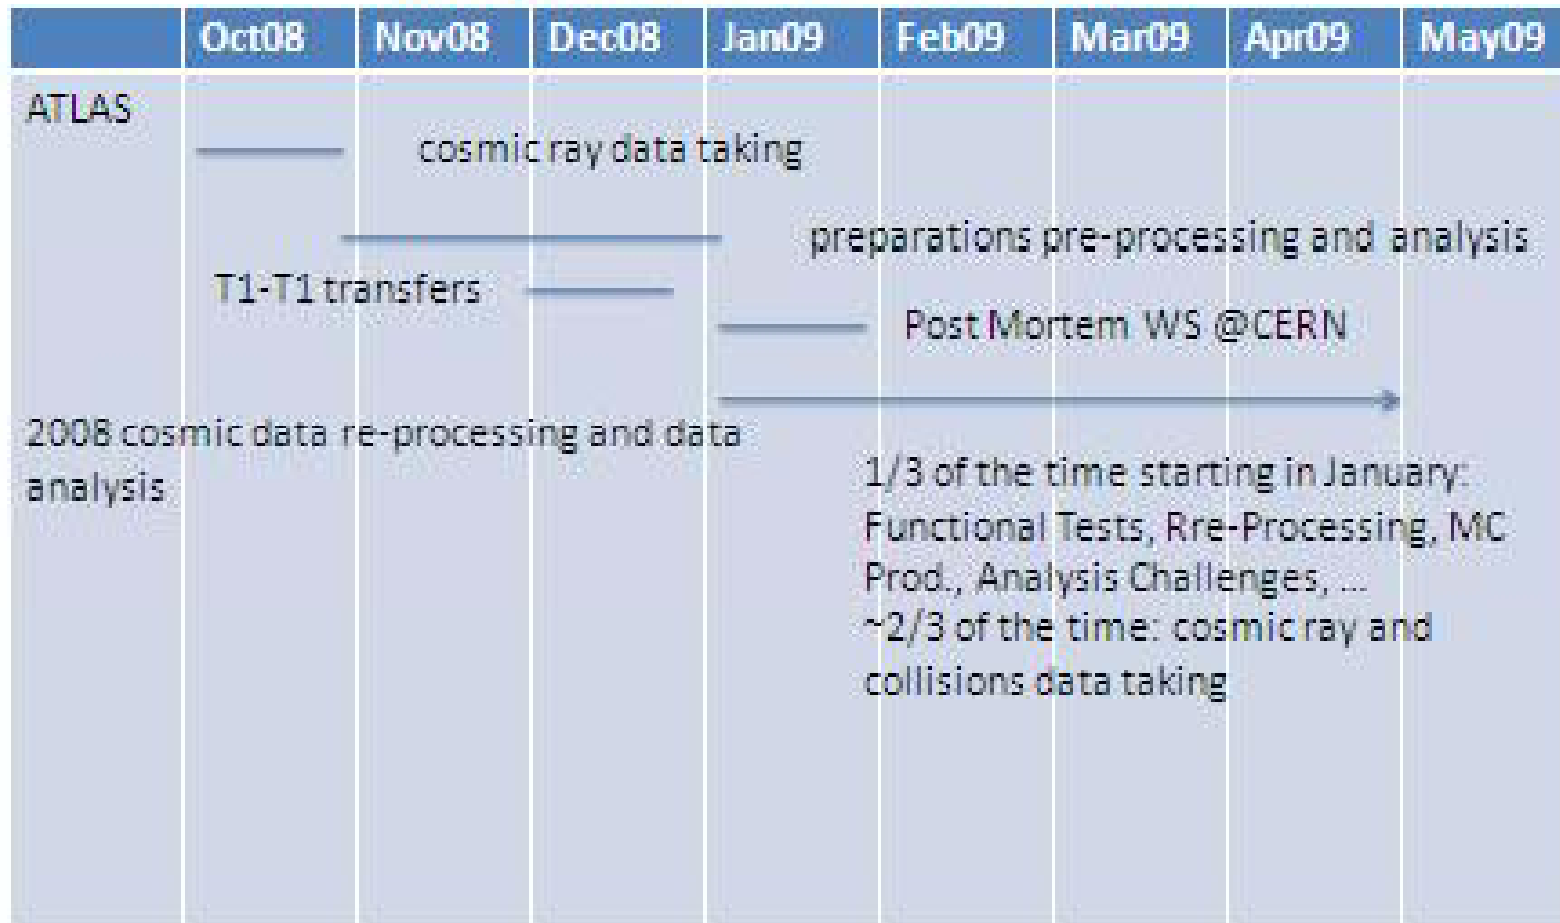 Oct08 Nov08 Dec08 Jan09 Feb09 Mar09 Apr09 May09
ATLAS
cosmic ray data taking
preparations pre-processing and analysis
T1-T1 transfers
Post Mortem WS @CERN
2008 cosmic data re-processing and data
analysis
1/3 of the time starting in January:
Functional Tests, Rre-Processing, MC
Prod., Analysis Challenges, ...
~2/3 of the time: cosmic ray and
collisions data taking